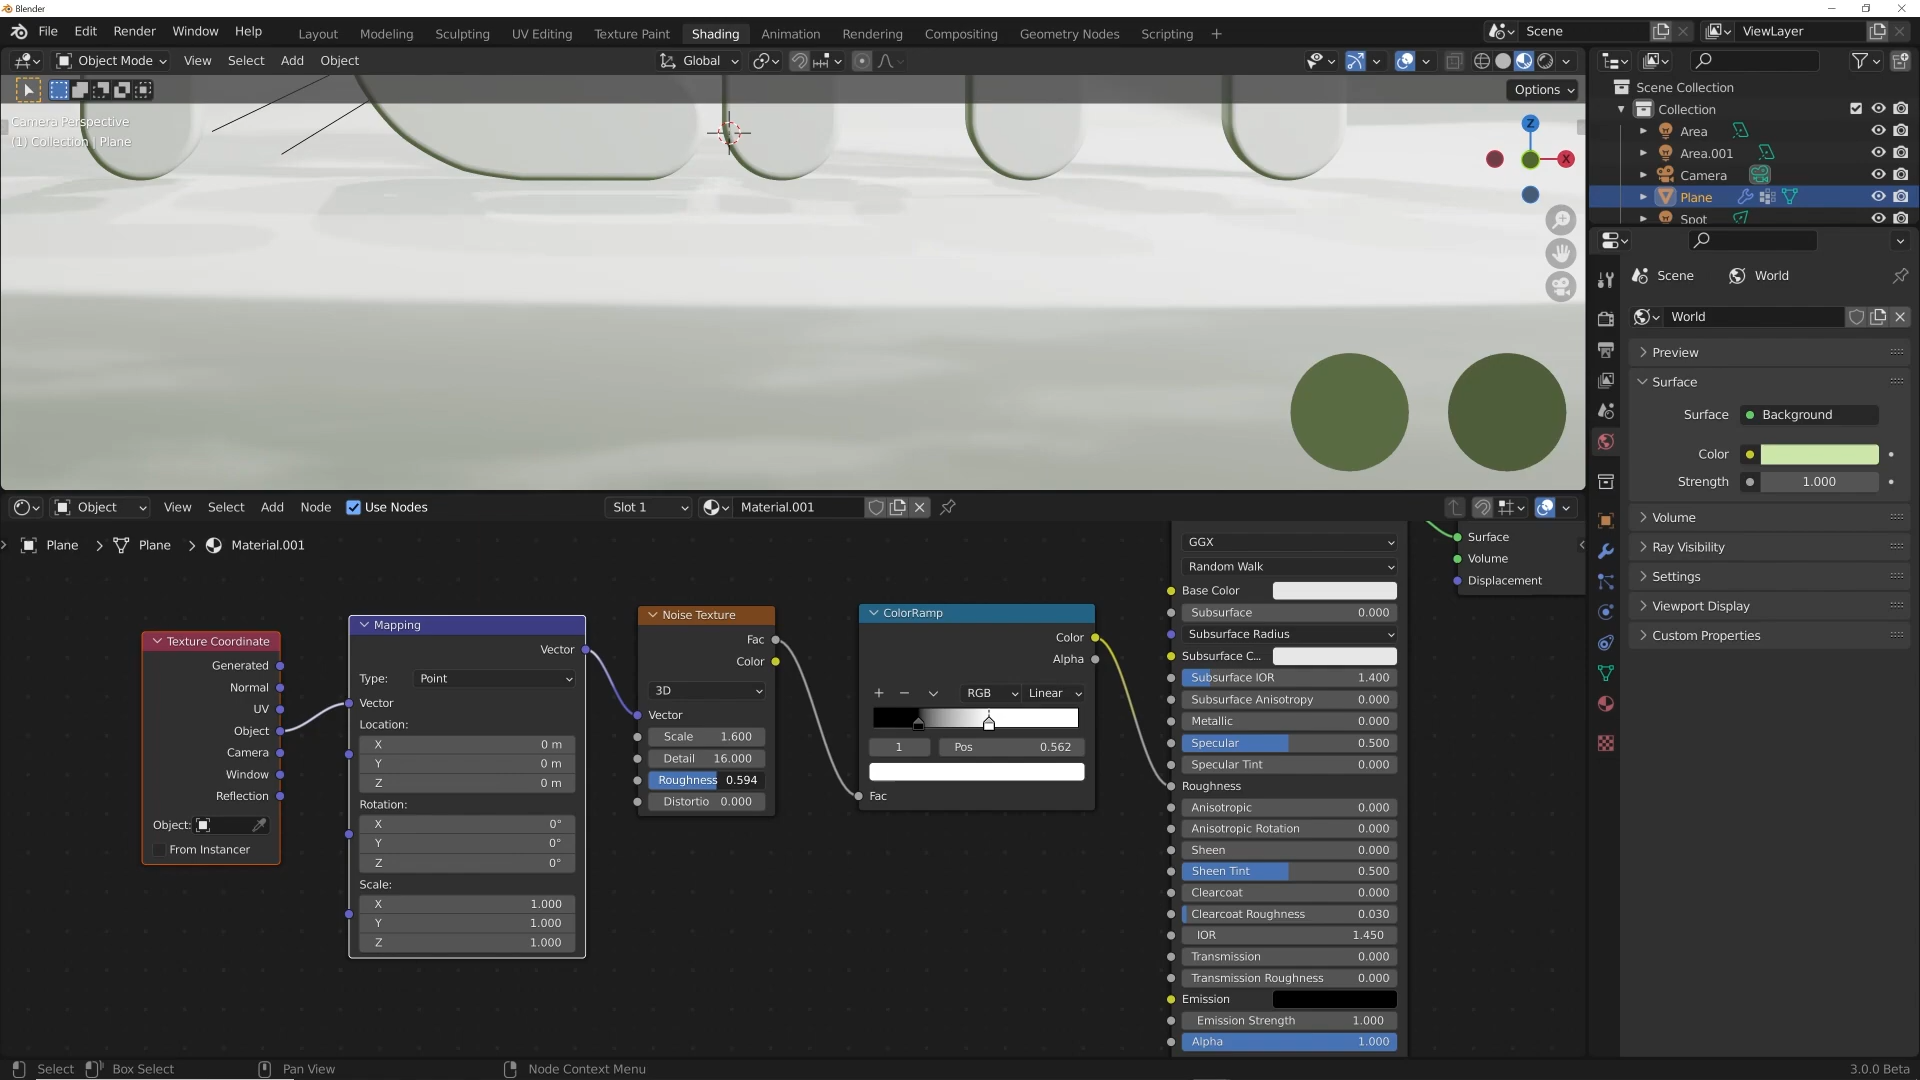 Blender
File Edit Render Window Help Layout Modeling Sculpting UV Editing Texture Paint Shading Animation Rendering Compositing Geometry Nodes Scripting + Scene ViewLayer
Object Mode View Select Add Object Global
Options
Camera Perspective
(1) Collection | Plane
Z
X
Scene Collection
Collection
Area
Area.001
Camera
Plane
Spot
Scene World
World
Preview
Surface
Surface Background
Color
Strength 1.000
Volume
Ray Visibility
Settings
Viewport Display
Custom Properties
Object View Select Add Node Use Nodes Slot 1 Material.001
Plane > Plane > Material.001
Texture Coordinate
Generated
Normal
UV
Object
Camera
Window
Reflection
Object:
From Instancer
Mapping
Vector
Type: Point
Vector
Location:
X 0 m
Y 0 m
Z 0 m
Rotation:
X 0°
Y 0°
Z 0°
Scale:
X 1.000
Y 1.000
Z 1.000
Noise Texture
Fac
Color
3D
Vector
Scale 1.600
Detail 16.000
Roughness 0.594
Distortio 0.000
ColorRamp
Color
Alpha
+ − RGB Linear
1 Pos 0.562
Fac
GGX
Random Walk
Base Color
Subsurface 0.000
Subsurface Radius
Subsurface C...
Subsurface IOR 1.400
Subsurface Anisotropy 0.000
Metallic 0.000
Specular 0.500
Specular Tint 0.000
Roughness
Anisotropic 0.000
Anisotropic Rotation 0.000
Sheen 0.000
Sheen Tint 0.500
Clearcoat 0.000
Clearcoat Roughness 0.030
IOR 1.450
Transmission 0.000
Transmission Roughness 0.000
Emission
Emission Strength 1.000
Alpha 1.000
Surface
Volume
Displacement
Select Box Select Pan View Node Context Menu 3.0.0 Beta